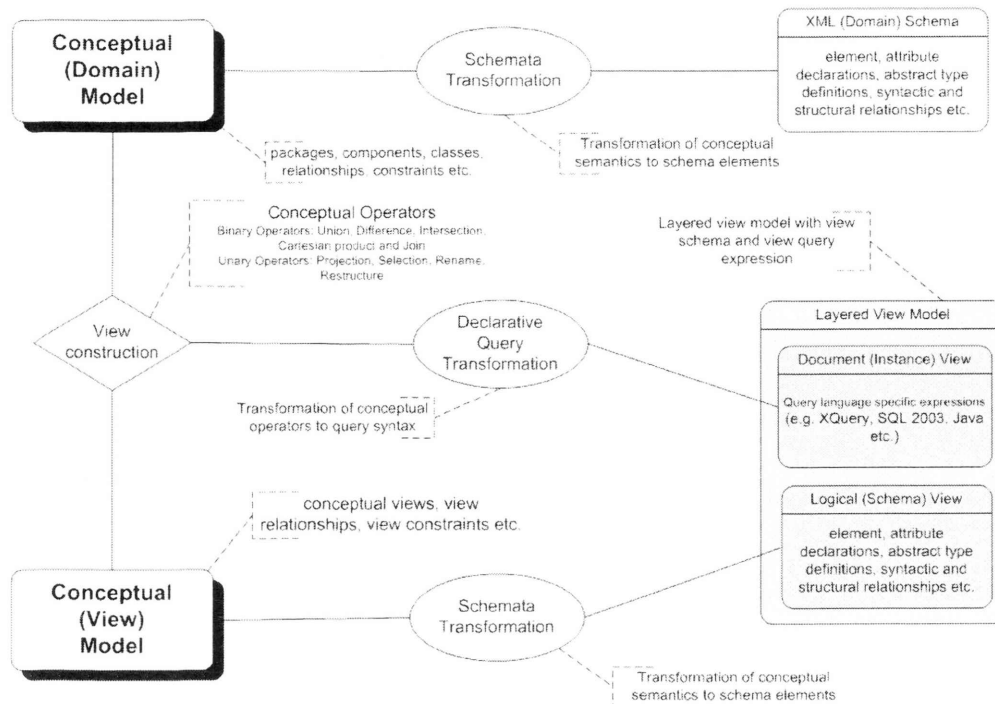 Conceptual
(Domain)
Model
Schemata
Transformation
XML (Domain) Schema
element, attribute
declarations, abstract type
definitions, syntactic and
structural relationships etc.
packages, components, classes,
relationships, constraints etc.
Transformation of conceptual
semantics to schema elements
Conceptual Operators
Binary Operators: Union, Difference, Intersection,
Cartesian product and Join
Unary Operators: Projection, Selection, Rename,
Restructure
Layered view model with view
schema and view query
expression
View
construction
Declarative
Query
Transformation
Layered View Model
Document (Instance) View
Query language specific expressions
(e.g. XQuery, SQL 2003, Java
etc.)
Transformation of conceptual
operators to query syntax
Logical (Schema) View
element, attribute
declarations, abstract type
definitions, syntactic and
structural relationships etc.
conceptual views, view
relationships, view constraints etc.
Conceptual
(View)
Model
Schemata
Transformation
Transformation of conceptual
semantics to schema elements